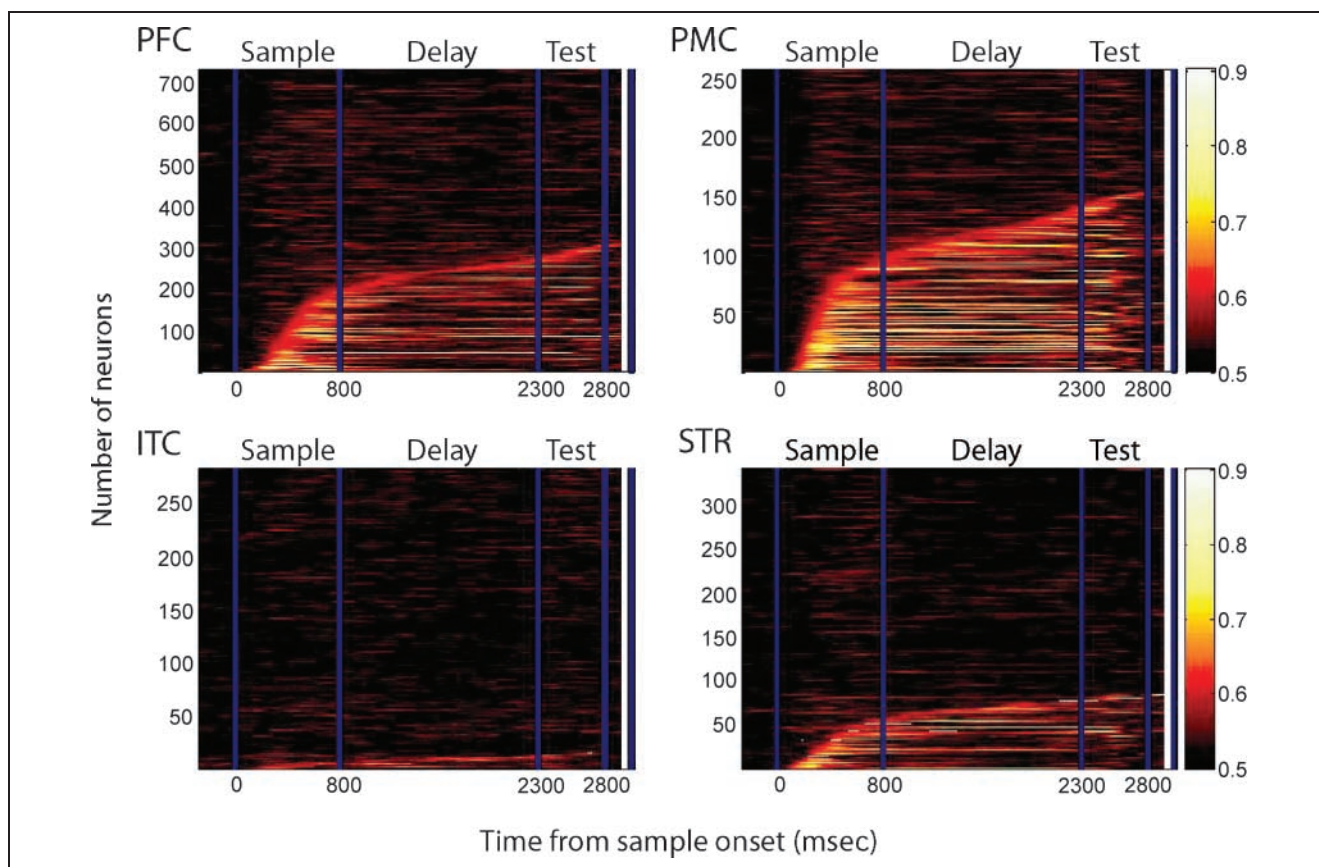 PFC
Sample Delay Test
700
600
500
400
300
200
100
0 800 2300 2800
PMC
Sample Delay Test
250
200
150
100
50
0 800 2300 2800
0.9
0.8
0.7
0.6
0.5
Number of neurons
ITC
Sample Delay Test
250
200
150
100
50
0 800 2300 2800
STR
Sample Delay Test
300
250
200
150
100
50
0 800 2300 2800
0.9
0.8
0.7
0.6
0.5
Time from sample onset (msec)